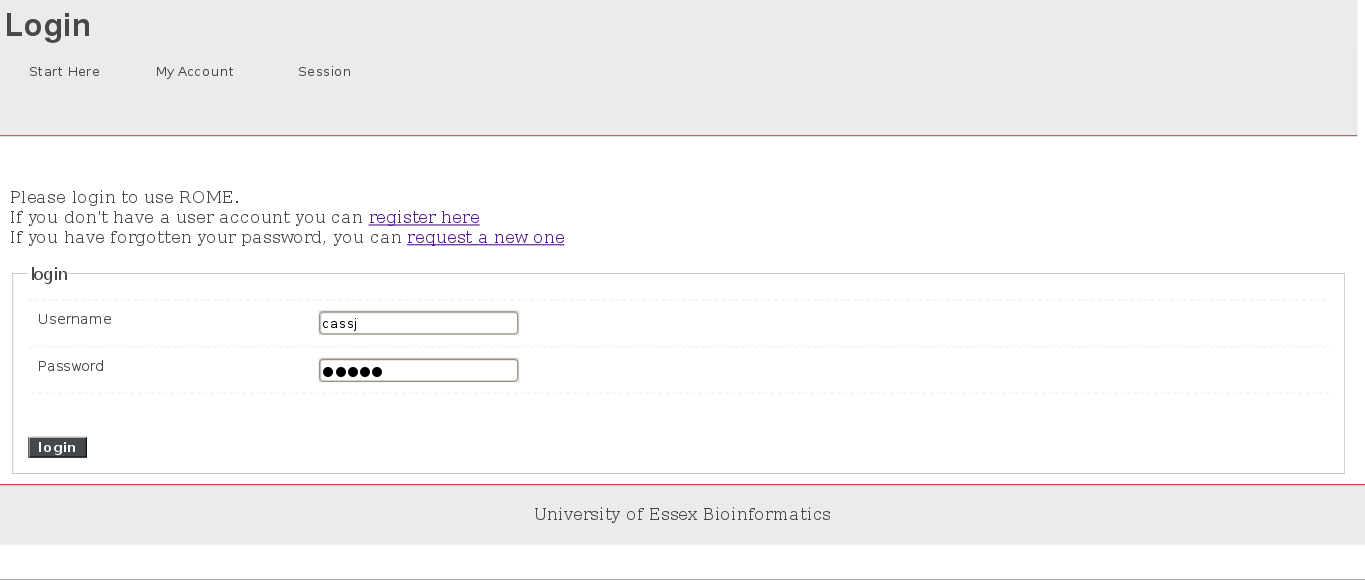 Login
Start Here My Account Session
Please login to use ROME.
If you don't have a user account you can register here
If you have forgotten your password, you can request a new one
login
Username cassj
Password ●●●●●
login
University of Essex Bioinformatics